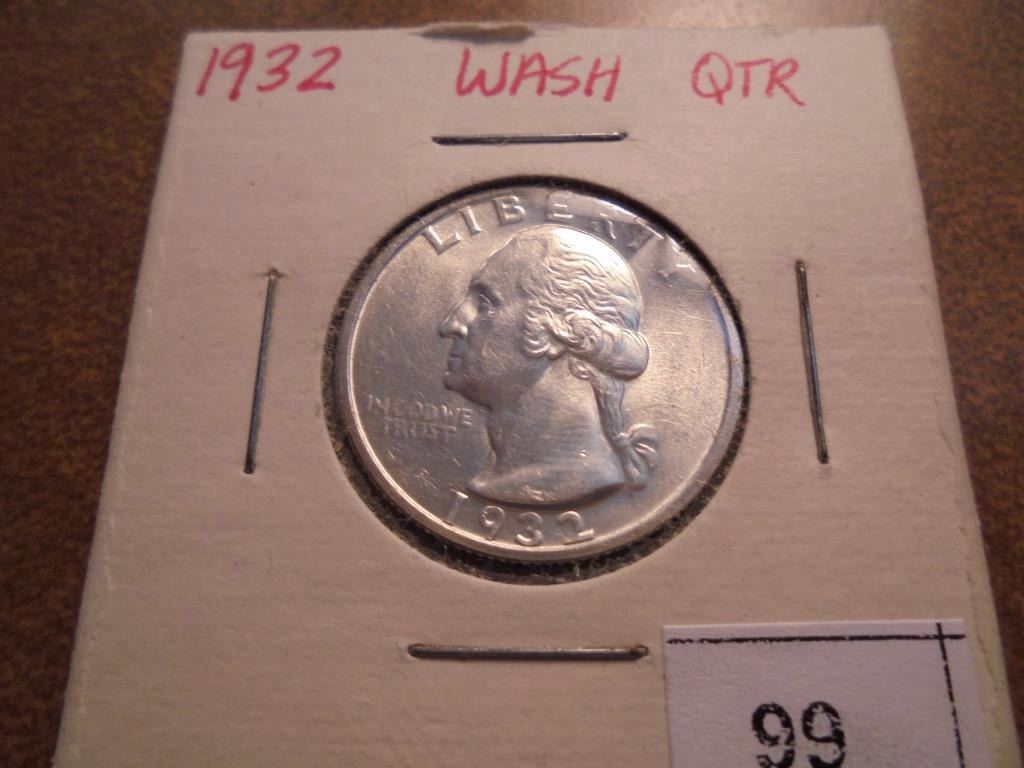 1932 WASH QTR
LIBERTY
IN GOD WE
TRUST
1932
99